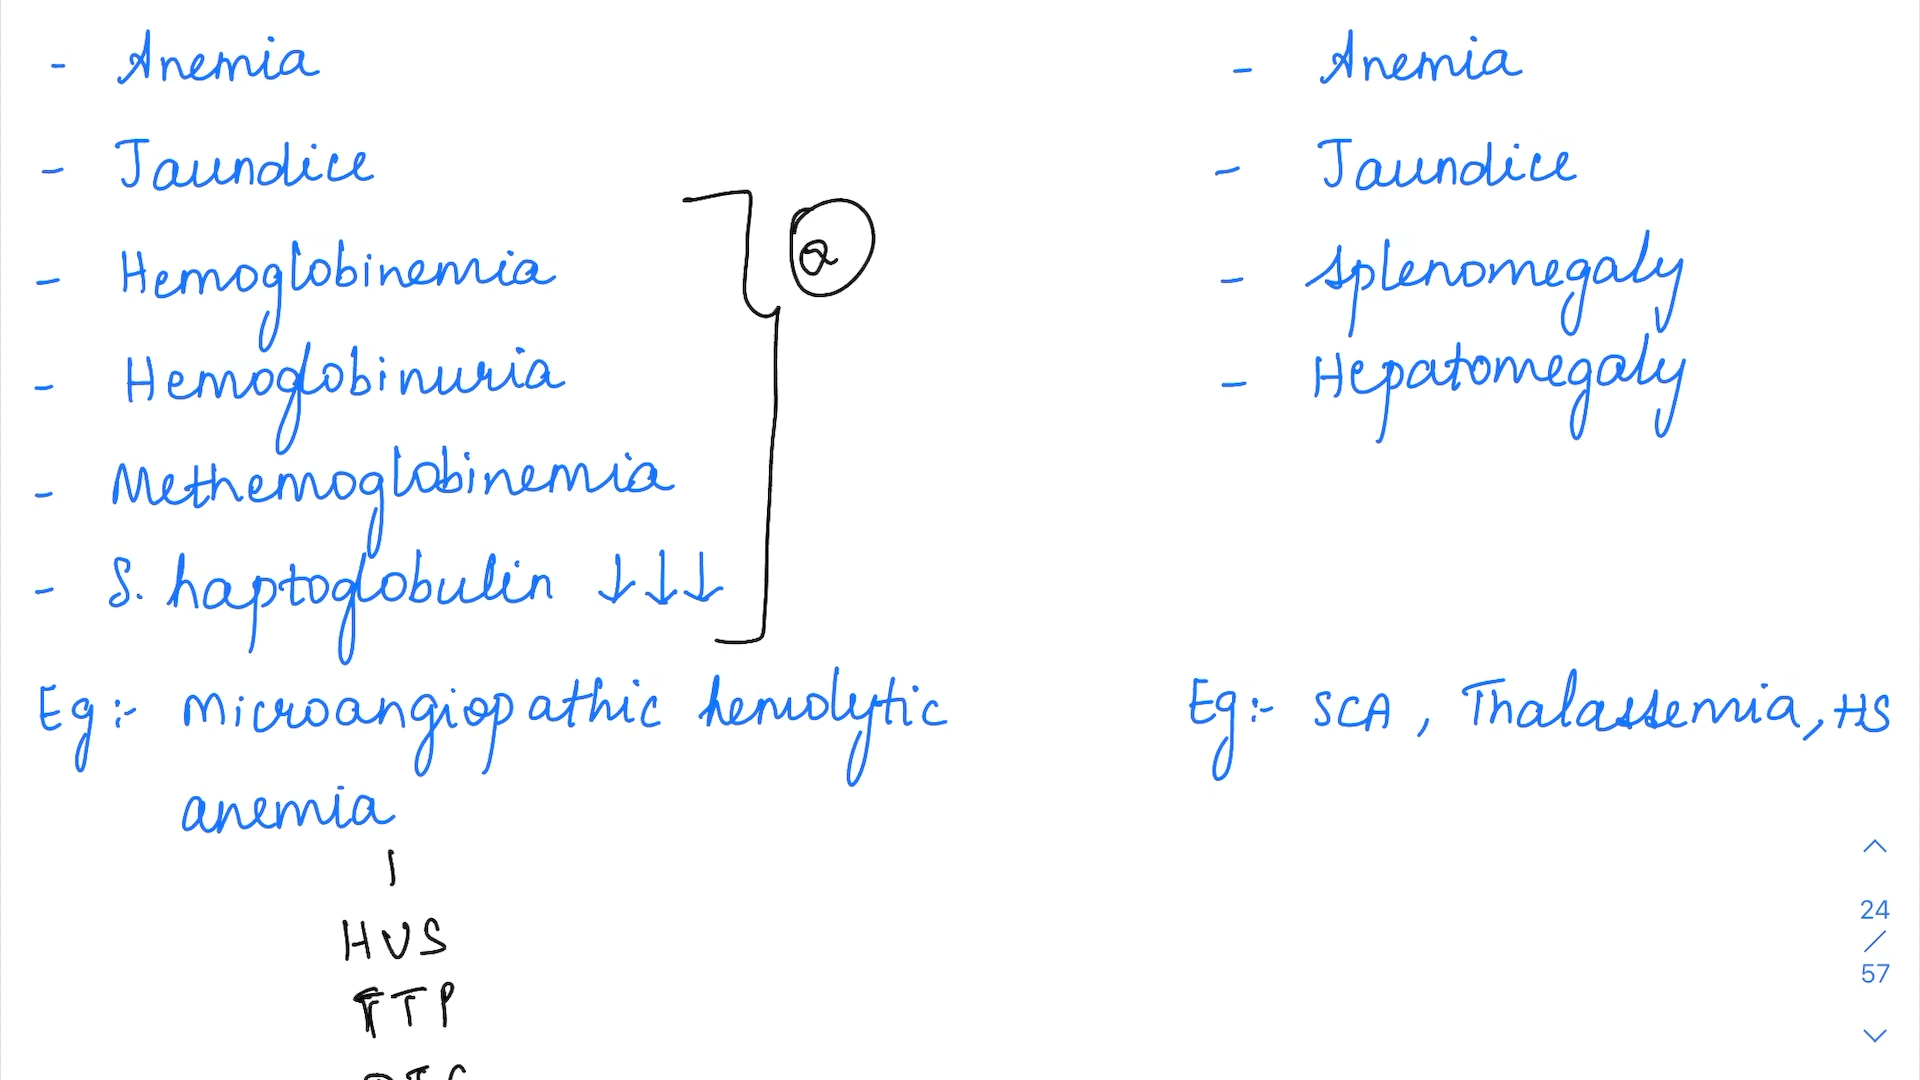 - Anemia
- Jaundice
- Hemoglobinemia
- Hemoglobinuria
- Methemoglobinemia
- S. haptoglobulin ↓↓↓
Eg:- Microangiopathic hemolytic
anemia
HUS
TTP
- Anemia
- Jaundice
- Splenomegaly
- Hepatomegaly
Eg:- SCA, Thalassemia, HS
24
/
57